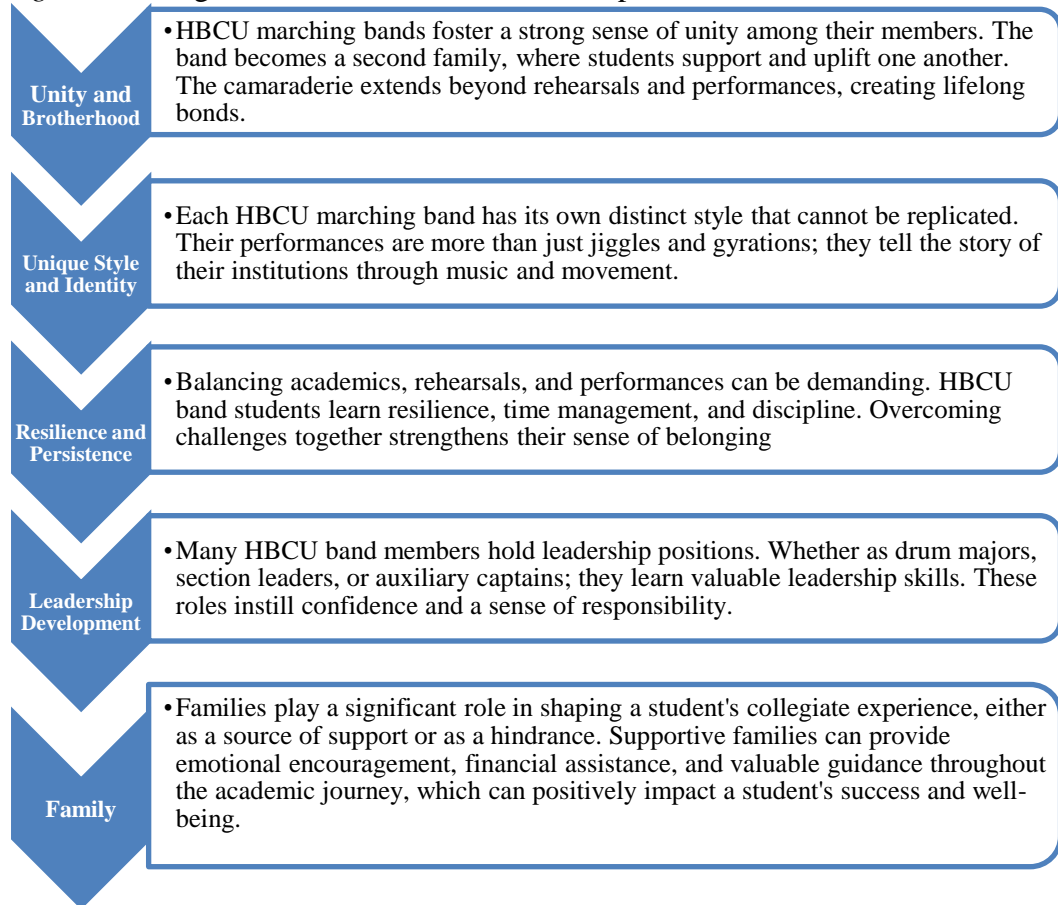 Unity and
Brotherhood
•HBCU marching bands foster a strong sense of unity among their members. The
band becomes a second family, where students support and uplift one another.
The camaraderie extends beyond rehearsals and performances, creating lifelong
bonds.
Unique Style
and Identity
•Each HBCU marching band has its own distinct style that cannot be replicated.
Their performances are more than just jiggles and gyrations; they tell the story of
their institutions through music and movement.
Resilience and
Persistence
•Balancing academics, rehearsals, and performances can be demanding. HBCU
band students learn resilience, time management, and discipline. Overcoming
challenges together strengthens their sense of belonging
Leadership
Development
•Many HBCU band members hold leadership positions. Whether as drum majors,
section leaders, or auxiliary captains; they learn valuable leadership skills. These
roles instill confidence and a sense of responsibility.
Family
•Families play a significant role in shaping a student's collegiate experience, either
as a source of support or as a hindrance. Supportive families can provide
emotional encouragement, financial assistance, and valuable guidance throughout
the academic journey, which can positively impact a student's success and well-
being.